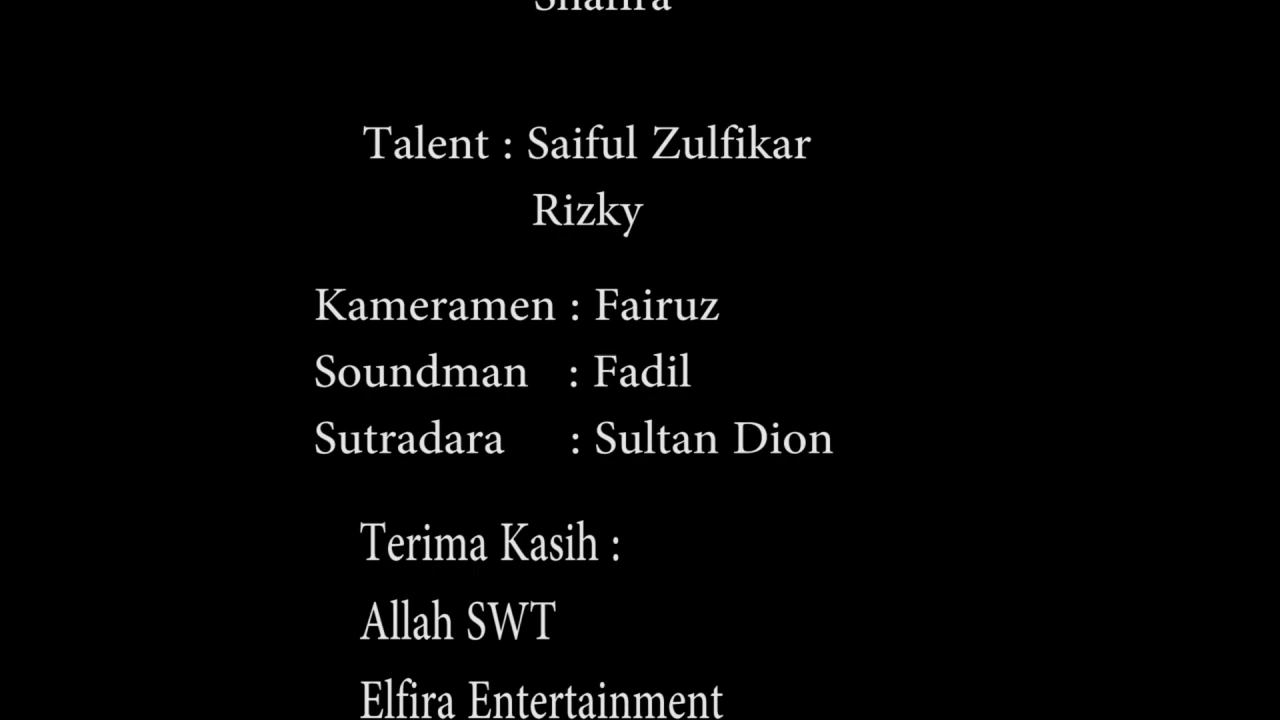 Talent : Saiful Zulfikar
Rizky
Kameramen : Fairuz
Soundman : Fadil
Sutradara : Sultan Dion
Terima Kasih :
Allah SWT
Elfira Entertainment